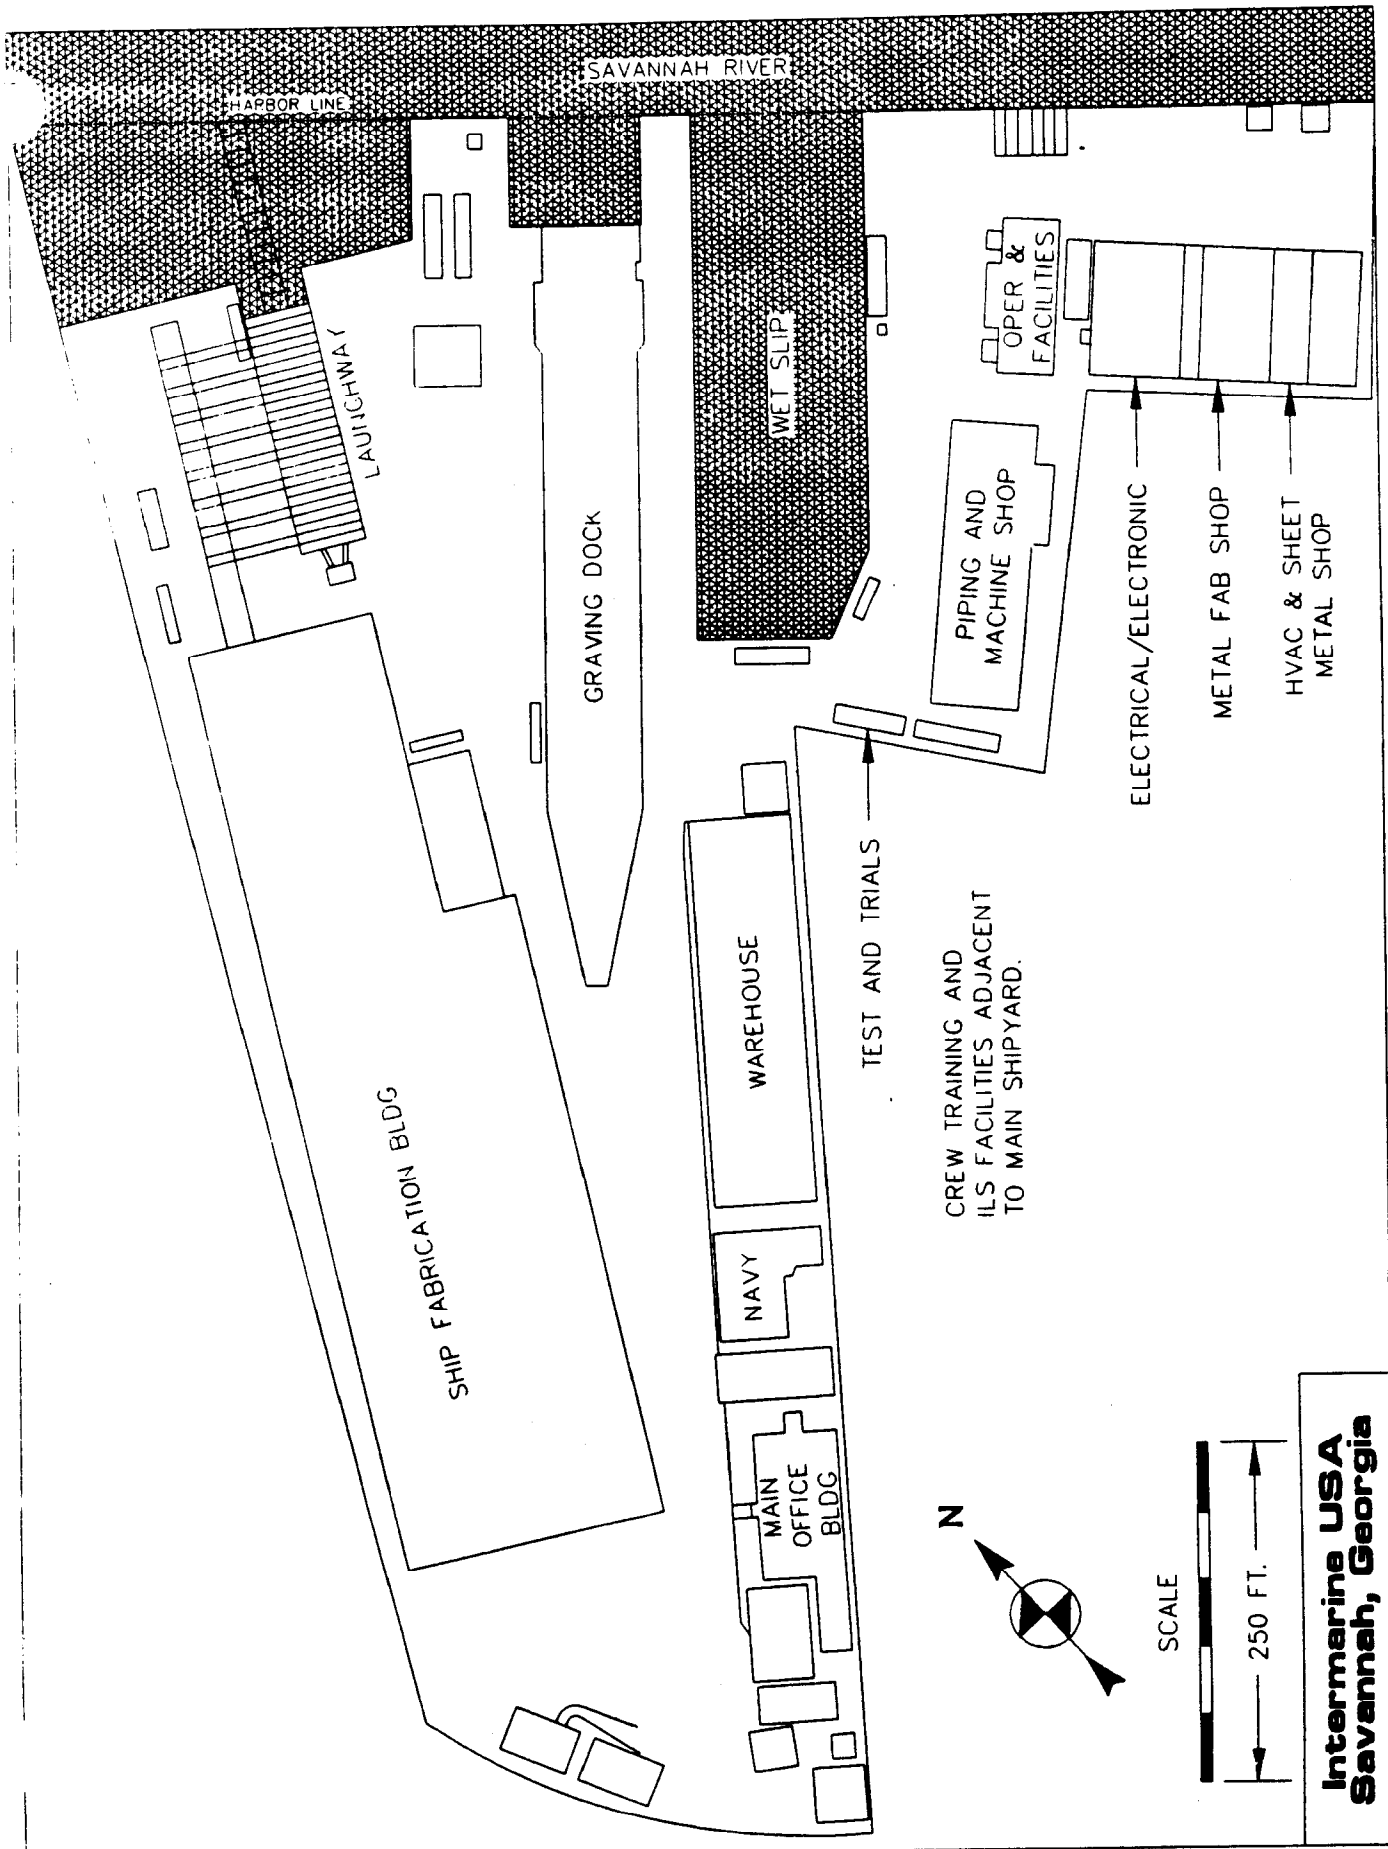 SAVANNAH RIVER
HARBOR LINE
LAUNCHWAY
GRAVING DOCK
WET SLIP
OPER &
FACILITIES
PIPING AND
MACHINE SHOP
ELECTRICAL/ELECTRONIC
METAL FAB SHOP
HVAC & SHEET
METAL SHOP
SHIP FABRICATION BLDG
WAREHOUSE
TEST AND TRIALS
CREW TRAINING AND
ILS FACILITIES ADJACENT
TO MAIN SHIPYARD.
NAVY
MAIN
OFFICE
BLDG
N
SCALE
250 FT.
Intermarine USA
Savannah, Georgia